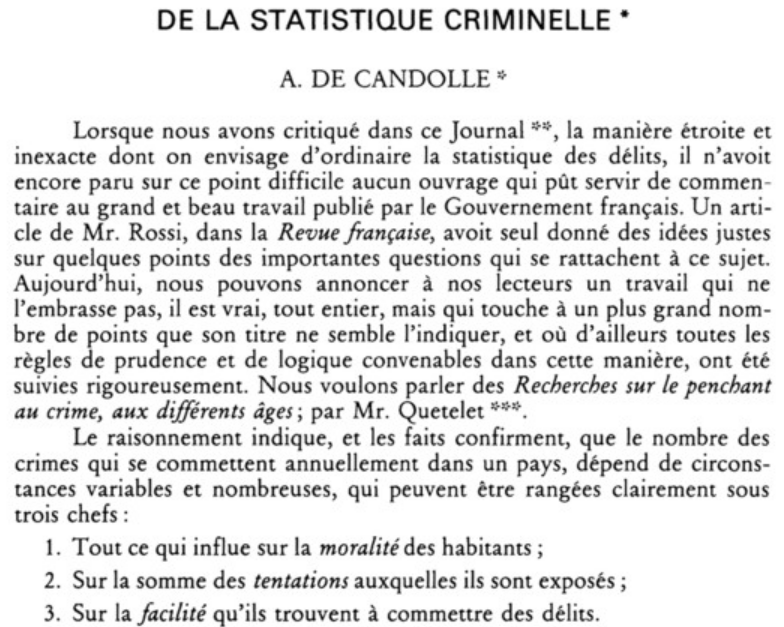 DE LA STATISTIQUE CRIMINELLE *
A. DE CANDOLLE *
Lorsque nous avons critiqué dans ce Journal **, la manière étroite et
inexacte dont on envisage d'ordinaire la statistique des délits, il n'avoit
encore paru sur ce point difficile aucun ouvrage qui pût servir de commen-
taire au grand et beau travail publié par le Gouvernement français. Un arti-
cle de Mr. Rossi, dans la Revue française, avoit seul donné des idées justes
sur quelques points des importantes questions qui se rattachent à ce sujet.
Aujourd'hui, nous pouvons annoncer à nos lecteurs un travail qui ne
l'embrasse pas, il est vrai, tout entier, mais qui touche à un plus grand nom-
bre de points que son titre ne semble l'indiquer, et où d'ailleurs toutes les
règles de prudence et de logique convenables dans cette manière, ont été
suivies rigoureusement. Nous voulons parler des Recherches sur le penchant
au crime, aux différents âges ; par Mr. Quetelet ***.
Le raisonnement indique, et les faits confirment, que le nombre des
crimes qui se commettent annuellement dans un pays, dépend de circons-
tances variables et nombreuses, qui peuvent être rangées clairement sous
trois chefs :
1. Tout ce qui influe sur la moralité des habitants ;
2. Sur la somme des tentations auxquelles ils sont exposés ;
3. Sur la facilité qu'ils trouvent à commettre des délits.